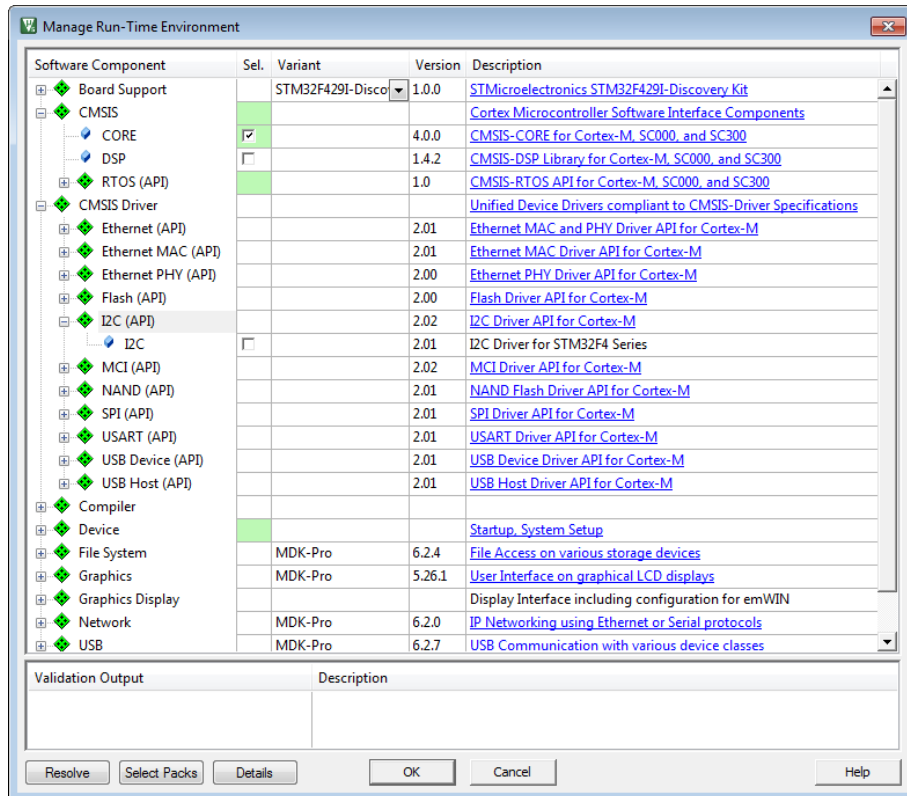 Manage Run-Time Environment
Software Component Sel. Variant Version Description
Board Support STM32F429I-Disco 1.0.0 STMicroelectronics STM32F429I-Discovery Kit
CMSIS Cortex Microcontroller Software Interface Components
CORE 4.0.0 CMSIS-CORE for Cortex-M, SC000, and SC300
DSP 1.4.2 CMSIS-DSP Library for Cortex-M, SC000, and SC300
RTOS (API) 1.0 CMSIS-RTOS API for Cortex-M, SC000, and SC300
CMSIS Driver Unified Device Drivers compliant to CMSIS-Driver Specifications
Ethernet (API) 2.01 Ethernet MAC and PHY Driver API for Cortex-M
Ethernet MAC (API) 2.01 Ethernet MAC Driver API for Cortex-M
Ethernet PHY (API) 2.00 Ethernet PHY Driver API for Cortex-M
Flash (API) 2.00 Flash Driver API for Cortex-M
I2C (API) 2.02 I2C Driver API for Cortex-M
I2C 2.01 I2C Driver for STM32F4 Series
MCI (API) 2.02 MCI Driver API for Cortex-M
NAND (API) 2.01 NAND Flash Driver API for Cortex-M
SPI (API) 2.01 SPI Driver API for Cortex-M
USART (API) 2.01 USART Driver API for Cortex-M
USB Device (API) 2.01 USB Device Driver API for Cortex-M
USB Host (API) 2.01 USB Host Driver API for Cortex-M
Compiler
Device Startup, System Setup
File System MDK-Pro 6.2.4 File Access on various storage devices
Graphics MDK-Pro 5.26.1 User Interface on graphical LCD displays
Graphics Display Display Interface including configuration for emWIN
Network MDK-Pro 6.2.0 IP Networking using Ethernet or Serial protocols
USB MDK-Pro 6.2.7 USB Communication with various device classes
Validation Output Description
Resolve Select Packs Details OK Cancel Help